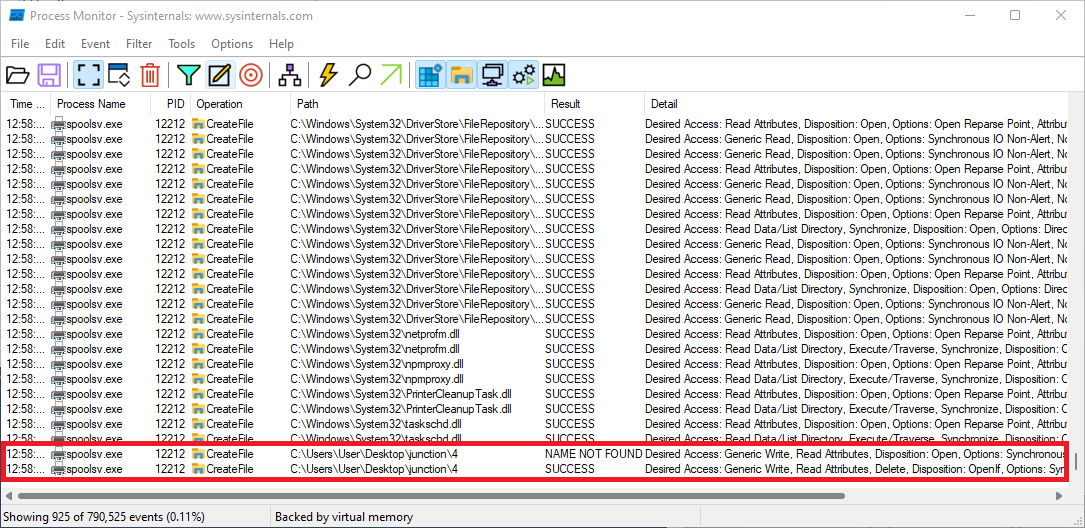 Process Monitor - Sysinternals: www.sysinternals.com
File Edit Event Filter Tools Options Help
Time ... Process Name PID Operation Path Result Detail
12:58:... spoolsv.exe 12212 CreateFile C:\Windows\System32\DriverStore\FileRepository\... SUCCESS Desired Access: Read Attributes, Disposition: Open, Options: Open Reparse Point, Attribut
12:58:... spoolsv.exe 12212 CreateFile C:\Windows\System32\DriverStore\FileRepository\... SUCCESS Desired Access: Generic Read, Disposition: Open, Options: Synchronous IO Non-Alert, No
12:58:... spoolsv.exe 12212 CreateFile C:\Windows\System32\DriverStore\FileRepository\... SUCCESS Desired Access: Generic Read, Disposition: Open, Options: Synchronous IO Non-Alert, No
12:58:... spoolsv.exe 12212 CreateFile C:\Windows\System32\DriverStore\FileRepository\... SUCCESS Desired Access: Read Attributes, Disposition: Open, Options: Open Reparse Point, Attribut
12:58:... spoolsv.exe 12212 CreateFile C:\Windows\System32\DriverStore\FileRepository\... SUCCESS Desired Access: Generic Read, Disposition: Open, Options: Synchronous IO Non-Alert, No
12:58:... spoolsv.exe 12212 CreateFile C:\Windows\System32\DriverStore\FileRepository\... SUCCESS Desired Access: Generic Read, Disposition: Open, Options: Synchronous IO Non-Alert, No
12:58:... spoolsv.exe 12212 CreateFile C:\Windows\System32\DriverStore\FileRepository\... SUCCESS Desired Access: Read Attributes, Disposition: Open, Options: Open Reparse Point, Attribut
12:58:... spoolsv.exe 12212 CreateFile C:\Windows\System32\DriverStore\FileRepository\... SUCCESS Desired Access: Read Data/List Directory, Synchronize, Disposition: Open, Options: Direc
12:58:... spoolsv.exe 12212 CreateFile C:\Windows\System32\DriverStore\FileRepository\... SUCCESS Desired Access: Generic Read, Disposition: Open, Options: Synchronous IO Non-Alert, No
12:58:... spoolsv.exe 12212 CreateFile C:\Windows\System32\DriverStore\FileRepository\... SUCCESS Desired Access: Generic Read, Disposition: Open, Options: Synchronous IO Non-Alert, No
12:58:... spoolsv.exe 12212 CreateFile C:\Windows\System32\DriverStore\FileRepository\... SUCCESS Desired Access: Read Attributes, Disposition: Open, Options: Open Reparse Point, Attribut
12:58:... spoolsv.exe 12212 CreateFile C:\Windows\System32\DriverStore\FileRepository\... SUCCESS Desired Access: Read Data/List Directory, Synchronize, Disposition: Open, Options: Direc
12:58:... spoolsv.exe 12212 CreateFile C:\Windows\System32\DriverStore\FileRepository\... SUCCESS Desired Access: Generic Read, Disposition: Open, Options: Synchronous IO Non-Alert, No
12:58:... spoolsv.exe 12212 CreateFile C:\Windows\System32\DriverStore\FileRepository\... SUCCESS Desired Access: Generic Read, Disposition: Open, Options: Synchronous IO Non-Alert, No
12:58:... spoolsv.exe 12212 CreateFile C:\Windows\System32\netprofm.dll SUCCESS Desired Access: Read Attributes, Disposition: Open, Options: Open Reparse Point, Attribut
12:58:... spoolsv.exe 12212 CreateFile C:\Windows\System32\netprofm.dll SUCCESS Desired Access: Read Data/List Directory, Execute/Traverse, Synchronize, Disposition: O
12:58:... spoolsv.exe 12212 CreateFile C:\Windows\System32\npmproxy.dll SUCCESS Desired Access: Read Attributes, Disposition: Open, Options: Open Reparse Point, Attribut
12:58:... spoolsv.exe 12212 CreateFile C:\Windows\System32\npmproxy.dll SUCCESS Desired Access: Read Data/List Directory, Execute/Traverse, Synchronize, Disposition: O
12:58:... spoolsv.exe 12212 CreateFile C:\Windows\System32\PrinterCleanupTask.dll SUCCESS Desired Access: Read Attributes, Disposition: Open, Options: Open Reparse Point, Attribut
12:58:... spoolsv.exe 12212 CreateFile C:\Windows\System32\PrinterCleanupTask.dll SUCCESS Desired Access: Read Data/List Directory, Execute/Traverse, Synchronize, Disposition: O
12:58:... spoolsv.exe 12212 CreateFile C:\Windows\System32\taskschd.dll SUCCESS Desired Access: Read Attributes, Disposition: Open, Options: Open Reparse Point, Attribut
12:58:... spoolsv.exe 12212 CreateFile C:\Windows\System32\taskschd.dll SUCCESS Desired Access: Read Data/List Directory, Execute/Traverse, Synchronize, Disposition: O
12:58:... spoolsv.exe 12212 CreateFile C:\Users\User\Desktop\junction\4 NAME NOT FOUND Desired Access: Generic Write, Read Attributes, Disposition: Open, Options: Synchronous
12:58:... spoolsv.exe 12212 CreateFile C:\Users\User\Desktop\junction\4 SUCCESS Desired Access: Generic Write, Read Attributes, Delete, Disposition: OpenIf, Options: Syn
Showing 925 of 790,525 events (0.11%) Backed by virtual memory